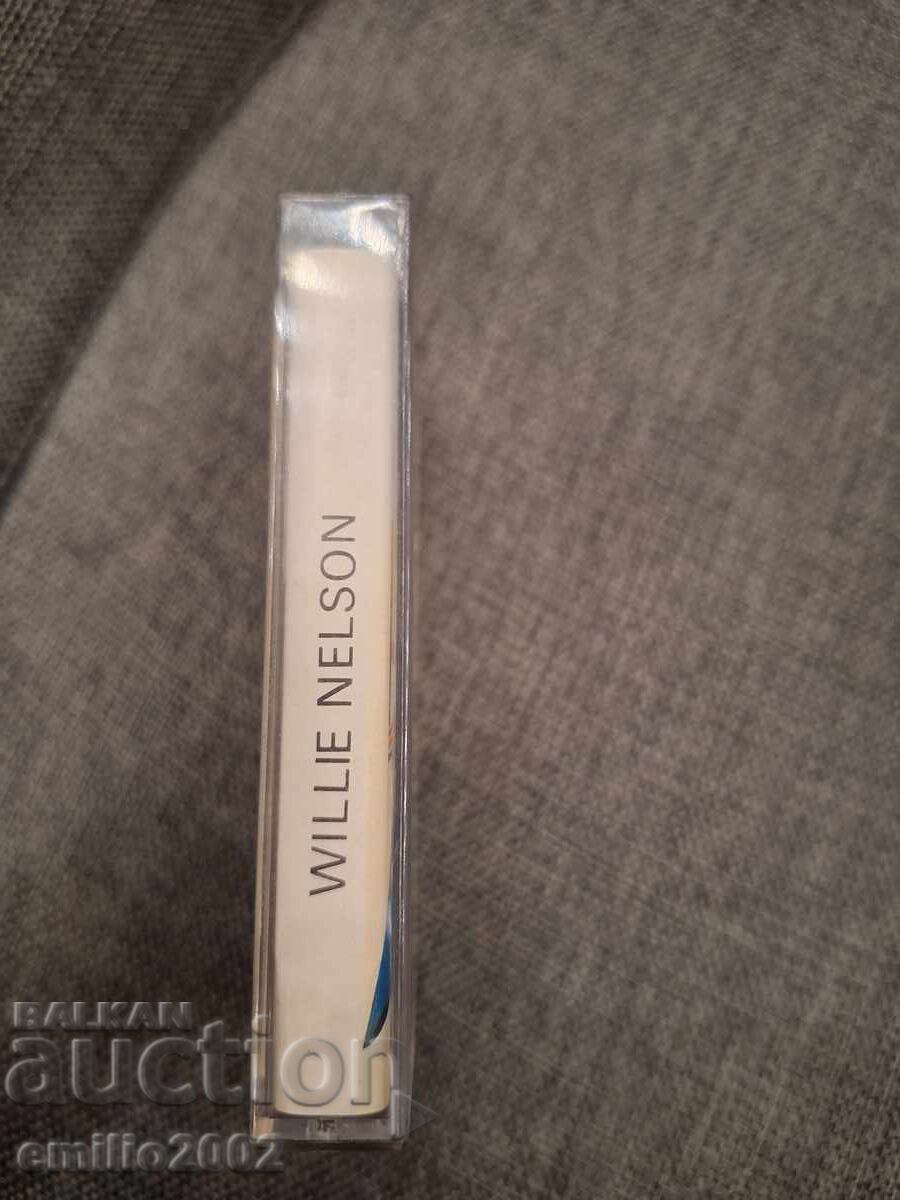 WILLIE NELSON
BALKAN
auction
emilio2002